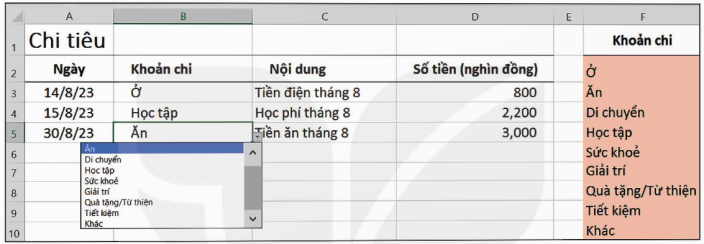 A B C D E F
1 Chi tiêu Khoản chi
2 Ngày Khoản chi Nội dung Số tiền (nghìn đồng) Ở
3 14/8/23 Ở Tiền điện tháng 8 800 Ăn
4 15/8/23 Học tập Học phí tháng 8 2,200 Di chuyển
5 30/8/23 Ăn Tiền ăn tháng 8 3,000 Học tập
6 Sức khoẻ
7 Giải trí
8 Quà tặng/Từ thiện
9 Tiết kiệm
10 Khác
Ăn
Di chuyển
Học tập
Sức khoẻ
Giải trí
Quà tặng/Từ thiện
Tiết kiệm
Khác